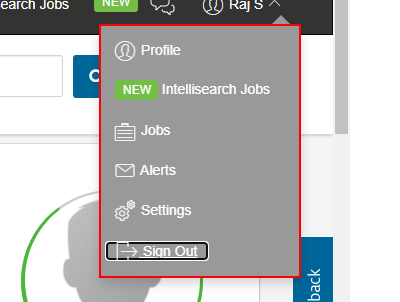 earch Jobs NEW Raj S
Profile
NEW Intellisearch Jobs
Jobs
Alerts
Settings
Sign Out
back